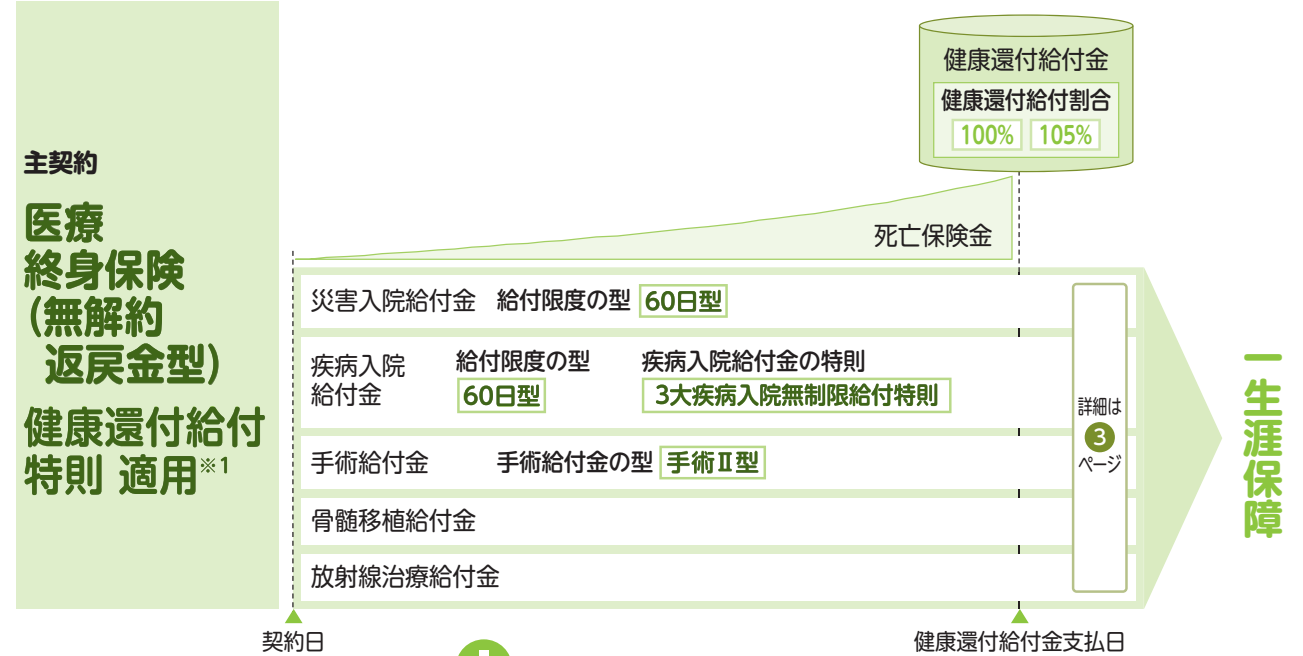 主契約
医療
終身保険
(無解約
返戻金型)
健康還付給付
特則 適用※1
健康還付給付金
健康還付給付割合
100% 105%
死亡保険金
災害入院給付金 給付限度の型 60日型
疾病入院
給付金
給付限度の型
60日型
疾病入院給付金の特則
3大疾病入院無制限給付特則
手術給付金 手術給付金の型 手術Ⅱ型
骨髄移植給付金
放射線治療給付金
詳細は
3
ページ
一生涯保障
契約日
健康還付給付金支払日